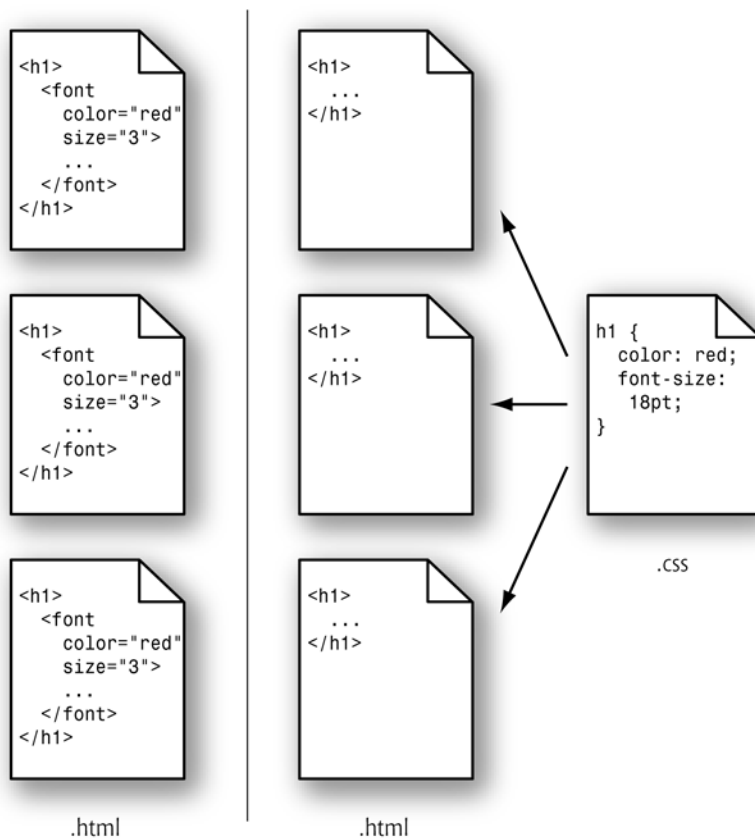 <h1>
<font
color="red"
size="3">
...
</font>
</h1>
<h1>
<font
color="red"
size="3">
...
</font>
</h1>
<h1>
<font
color="red"
size="3">
...
</font>
</h1>
.html
<h1>
...
</h1>
<h1>
...
</h1>
<h1>
...
</h1>
.html
h1 {
color: red;
font-size:
18pt;
}
.css